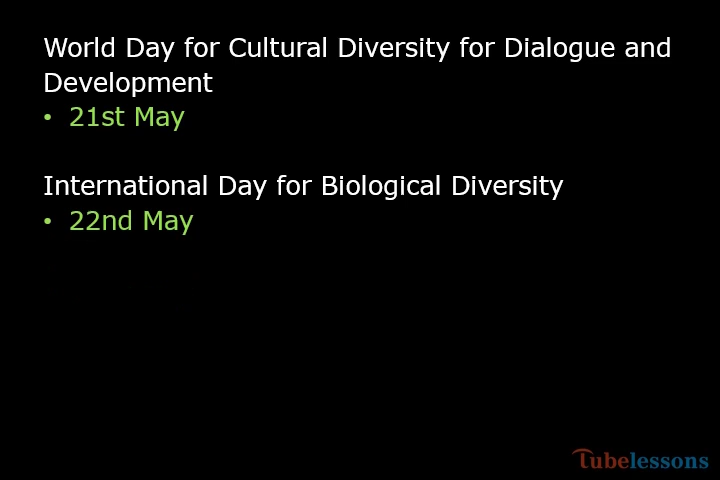 World Day for Cultural Diversity for Dialogue and
Development
• 21st May
International Day for Biological Diversity
• 22nd May
Tubelessons